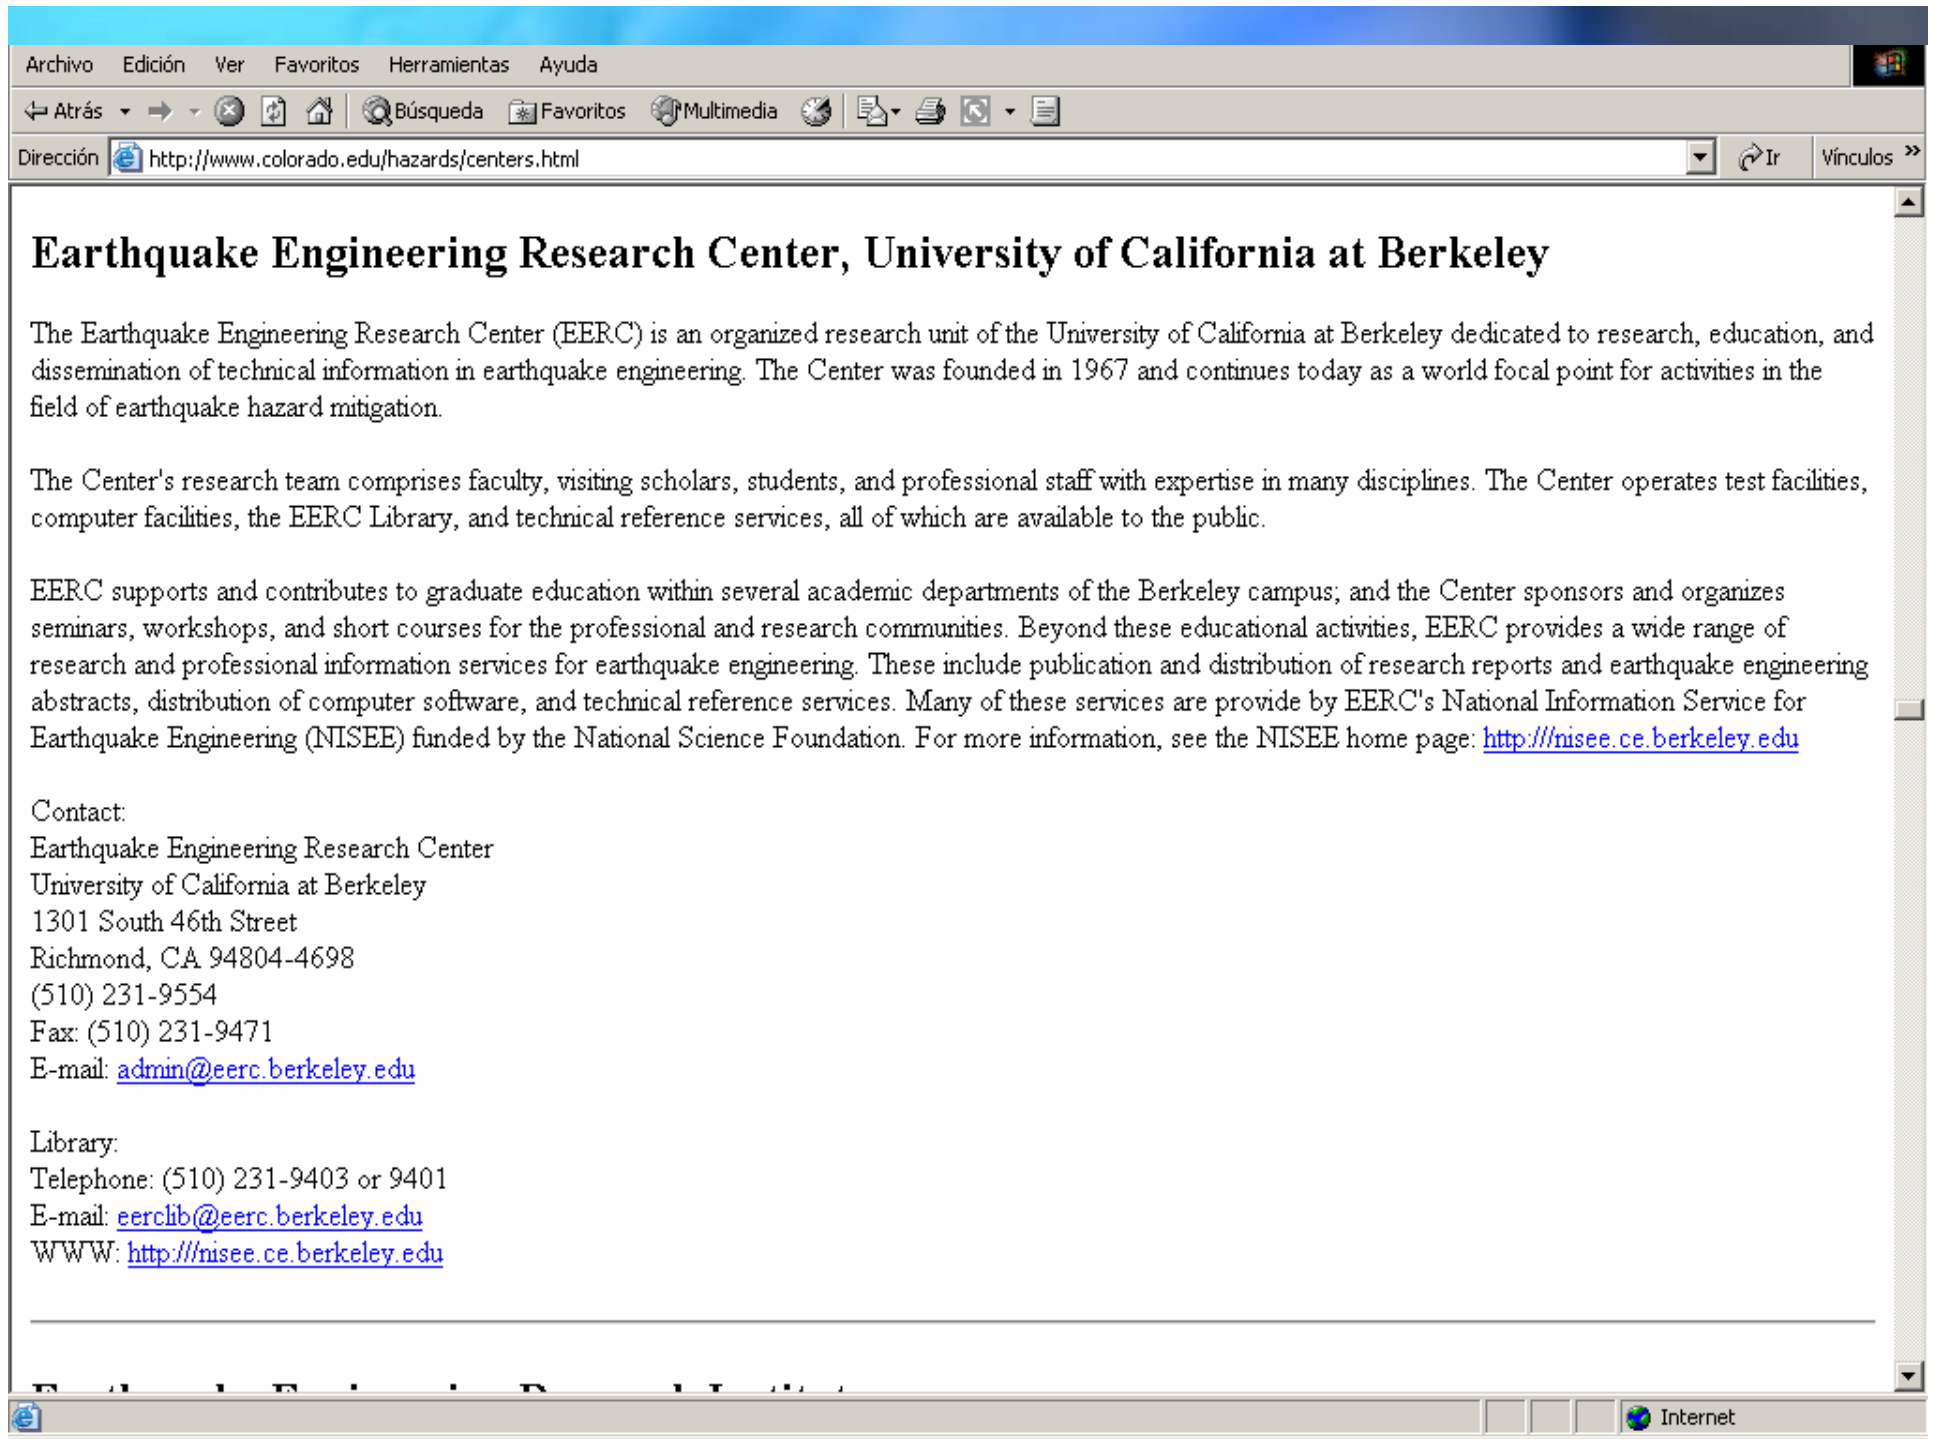 Archivo Edición Ver Favoritos Herramientas Ayuda
Atrás Búsqueda Favoritos Multimedia
Dirección http://www.colorado.edu/hazards/centers.html Ir Vínculos »
Earthquake Engineering Research Center, University of California at Berkeley
The Earthquake Engineering Research Center (EERC) is an organized research unit of the University of California at Berkeley dedicated to research, education, and
dissemination of technical information in earthquake engineering. The Center was founded in 1967 and continues today as a world focal point for activities in the
field of earthquake hazard mitigation.
The Center's research team comprises faculty, visiting scholars, students, and professional staff with expertise in many disciplines. The Center operates test facilities,
computer facilities, the EERC Library, and technical reference services, all of which are available to the public.
EERC supports and contributes to graduate education within several academic departments of the Berkeley campus; and the Center sponsors and organizes
seminars, workshops, and short courses for the professional and research communities. Beyond these educational activities, EERC provides a wide range of
research and professional information services for earthquake engineering. These include publication and distribution of research reports and earthquake engineering
abstracts, distribution of computer software, and technical reference services. Many of these services are provide by EERC's National Information Service for
Earthquake Engineering (NISEE) funded by the National Science Foundation. For more information, see the NISEE home page: http:///nisee.ce.berkeley.edu
Contact:
Earthquake Engineering Research Center
University of California at Berkeley
1301 South 46th Street
Richmond, CA 94804-4698
(510) 231-9554
Fax: (510) 231-9471
E-mail: admin@eerc.berkeley.edu
Library:
Telephone: (510) 231-9403 or 9401
E-mail: eerclib@eerc.berkeley.edu
WWW: http:///nisee.ce.berkeley.edu
Earthquake Engineering Research Institute
Internet